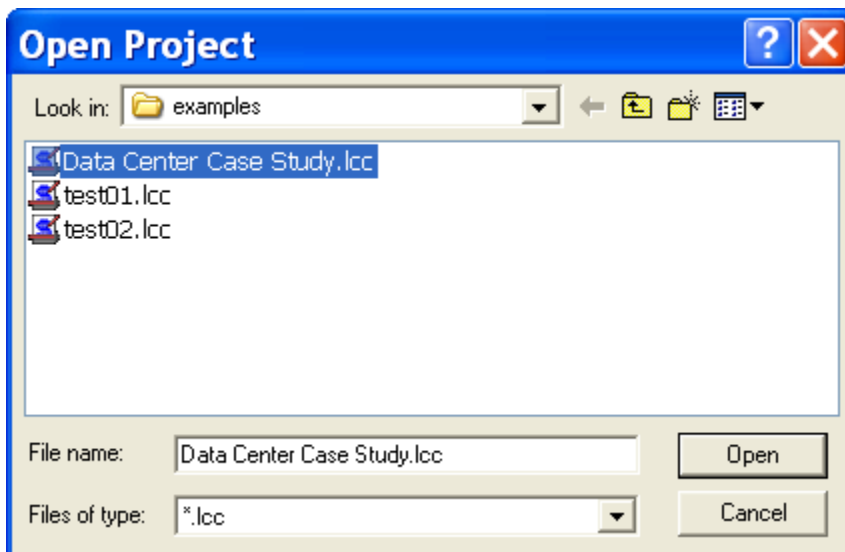 Open Project
Look in: examples
Data Center Case Study.lcc
test01.lcc
test02.lcc
File name: Data Center Case Study.lcc Open
Files of type: *.lcc Cancel